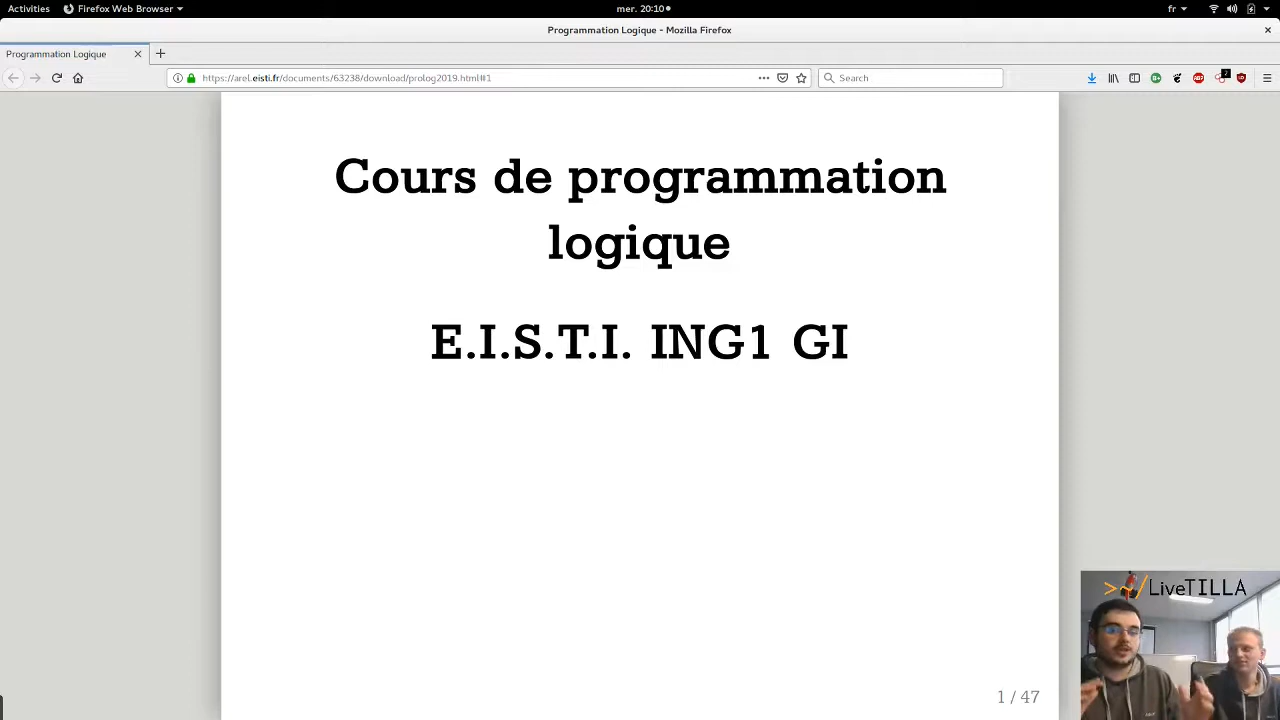 Activities
Firefox Web Browser
mer. 20:10
fr
Programmation Logique - Mozilla Firefox
Programmation Logique
https://arel.eisti.fr/documents/63238/download/prolog2019.html#1
Search
2
Cours de programmation
logique
E.I.S.T.I. ING1 GI
>~/LiveTILLA
1 / 47